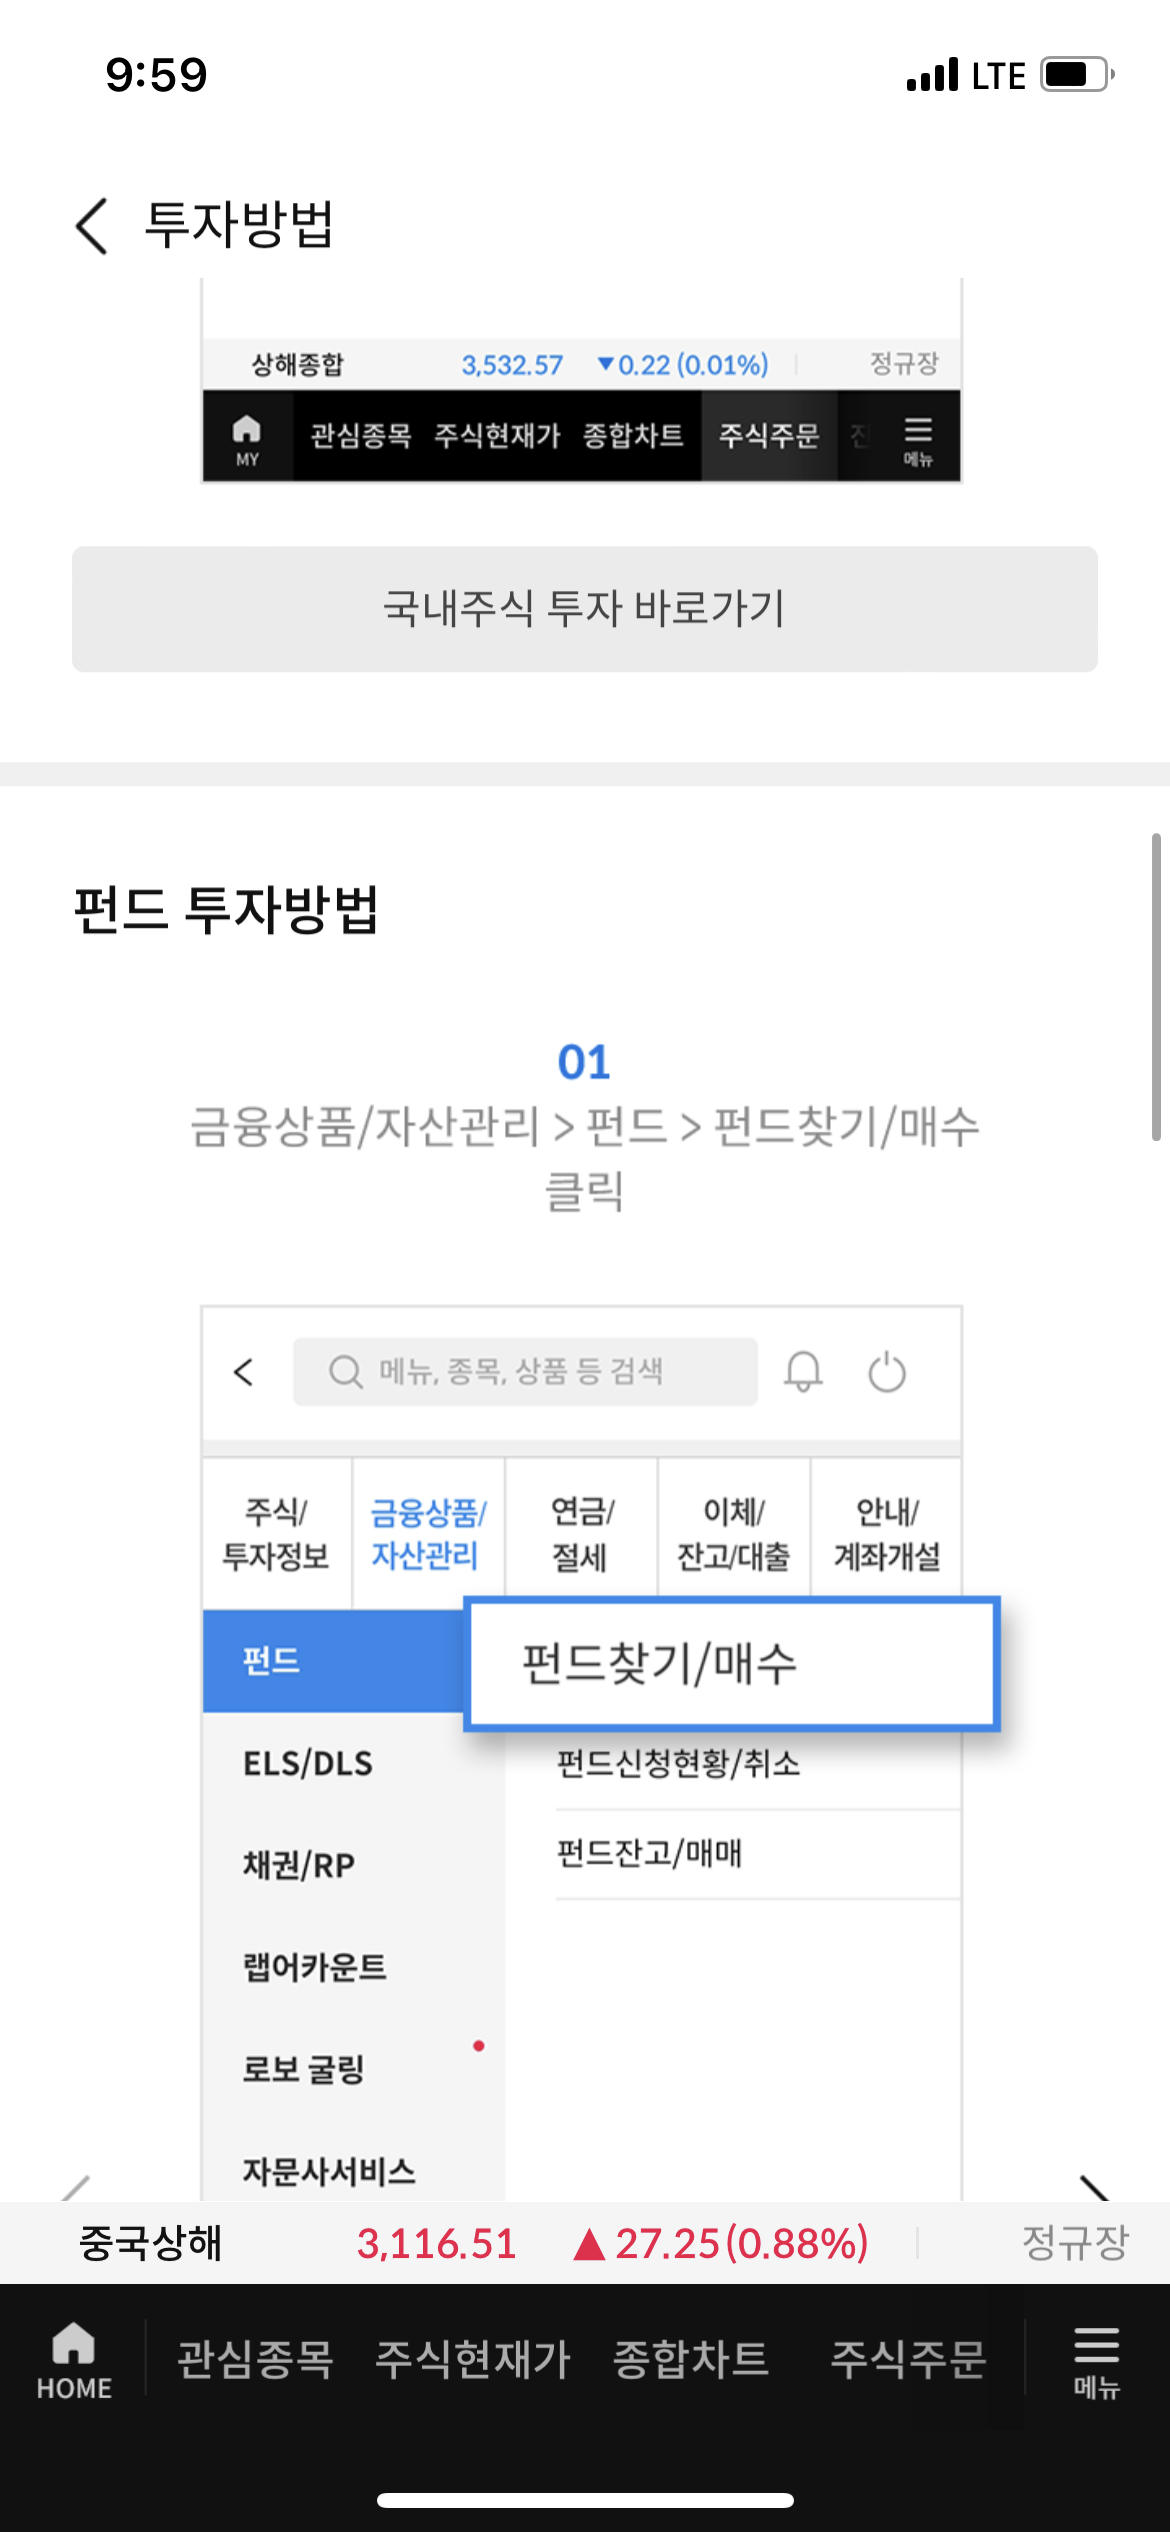 9:59
LTE
투자방법
상해종합 3,532.57 ▼0.22 (0.01%) 정규장
MY 관심종목 주식현재가 종합차트 주식주문 메뉴
국내주식 투자 바로가기
펀드 투자방법
01
금융상품/자산관리 > 펀드 > 펀드찾기/매수
클릭
메뉴, 종목, 상품 등 검색
주식/
투자정보
금융상품/
자산관리
연금/
절세
이체/
잔고/대출
안내/
계좌개설
펀드
펀드찾기/매수
ELS/DLS
펀드신청현황/취소
채권/RP
펀드잔고/매매
랩어카운트
로보 굴링
자문사서비스
중국상해 3,116.51 ▲27.25(0.88%) 정규장
HOME 관심종목 주식현재가 종합차트 주식주문 메뉴